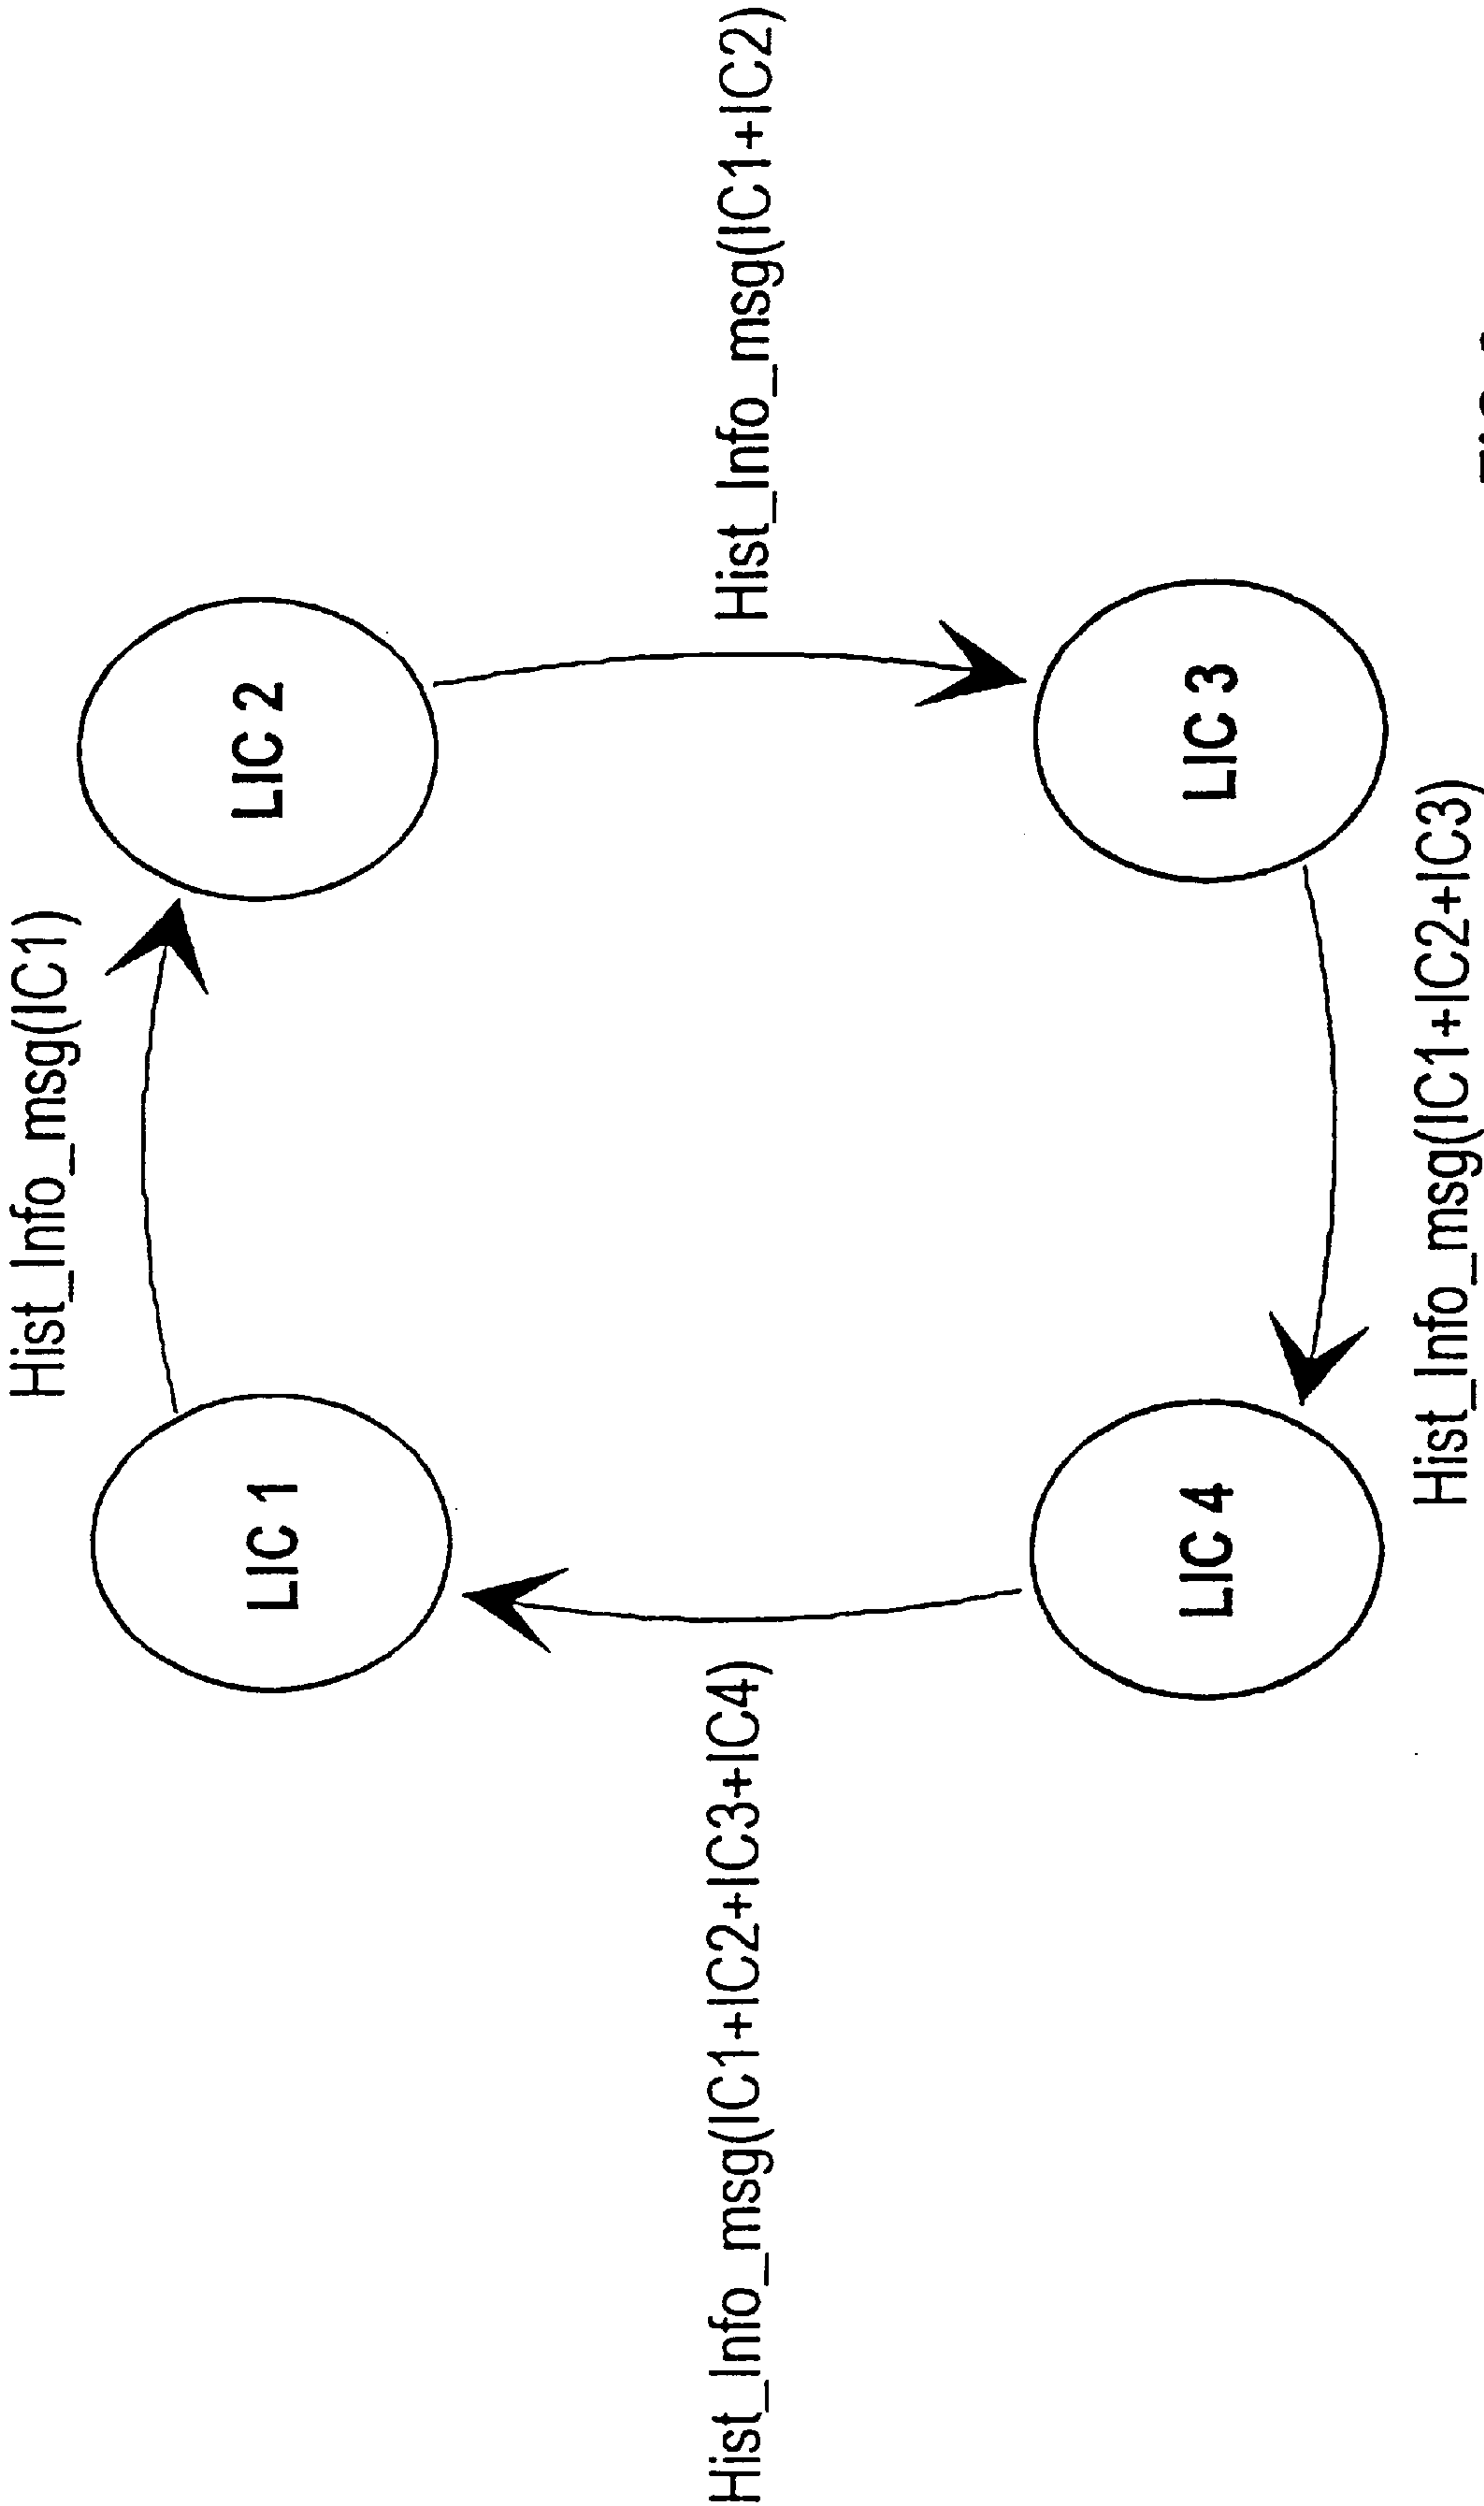 Hist_Info_msg(IC1)
LIC 1
LIC 2
Hist_Info_msg(IC1+IC2+IC3+IC4)
Hist_Info_msg(IC1+IC2)
LIC 4
LIC 3
Hist_Info_msg(IC1+IC2+IC3)